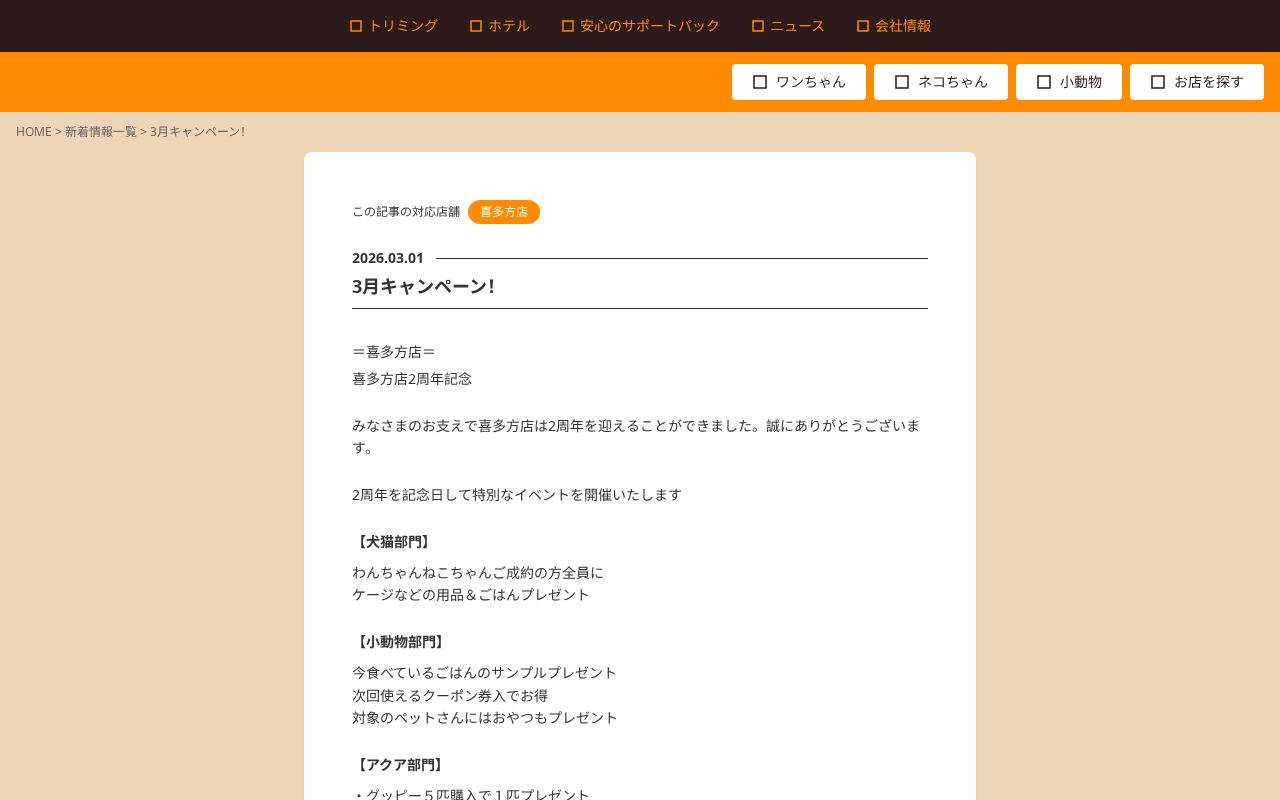 トリミング ホテル 安心のサポートパック ニュース 会社情報
ワンちゃん ネコちゃん 小動物 お店を探す
HOME > 新着情報一覧 > 3月キャンペーン！
この記事の対応店舗 喜多方店
2026.03.01
3月キャンペーン！
＝喜多方店＝
喜多方店2周年記念
みなさまのお支えで喜多方店は2周年を迎えることができました。誠にありがとうございま
す。
2周年を記念日して特別なイベントを開催いたします
【犬猫部門】
わんちゃんねこちゃんご成約の方全員に
ケージなどの用品＆ごはんプレゼント
【小動物部門】
今食べているごはんのサンプルプレゼント
次回使えるクーポン券入でお得
対象のペットさんにはおやつもプレゼント
【アクア部門】
・グッピー５匹購入で１匹プレゼント